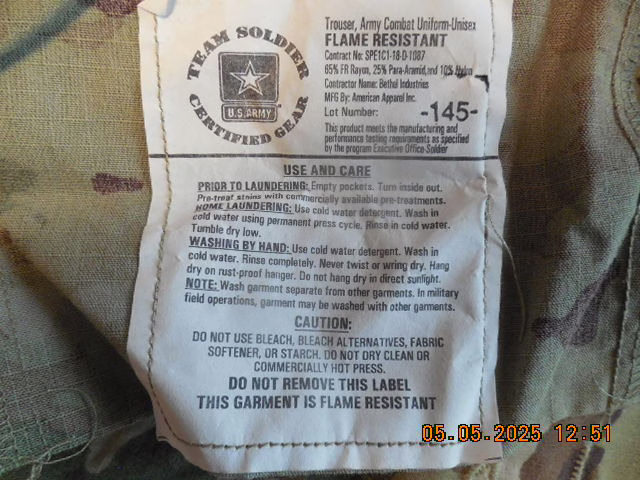 TEAM SOLDIER
U.S. ARMY
CERTIFIED GEAR
Trouser, Army Combat Uniform-Unisex
FLAME RESISTANT
Contract No: SPE1C1-18-D-1087
65% FR Rayon, 25% Para-Aramid, and 10% Nylon
Contractor Name: Bethel Industries
MFG By: American Apparel Inc.
Lot Number: -145-
This product meets the manufacturing and
performance testing requirements as specified
by the program Executive Office-Soldier
USE AND CARE
PRIOR TO LAUNDERING: Empty pockets. Turn inside out.
Pre-treat stains with commercially available pre-treatments.
HOME LAUNDERING: Use cold water detergent. Wash in
cold water using permanent press cycle. Rinse in cold water.
Tumble dry low.
WASHING BY HAND: Use cold water detergent. Wash in
cold water. Rinse completely. Never twist or wring dry. Hang
dry on rust-proof hanger. Do not hang dry in direct sunlight.
NOTE: Wash garment separate from other garments. In military
field operations, garment may be washed with other garments.
CAUTION:
DO NOT USE BLEACH, BLEACH ALTERNATIVES, FABRIC
SOFTENER, OR STARCH. DO NOT DRY CLEAN OR
COMMERCIALLY HOT PRESS.
DO NOT REMOVE THIS LABEL
THIS GARMENT IS FLAME RESISTANT
05.05.2025 12:51